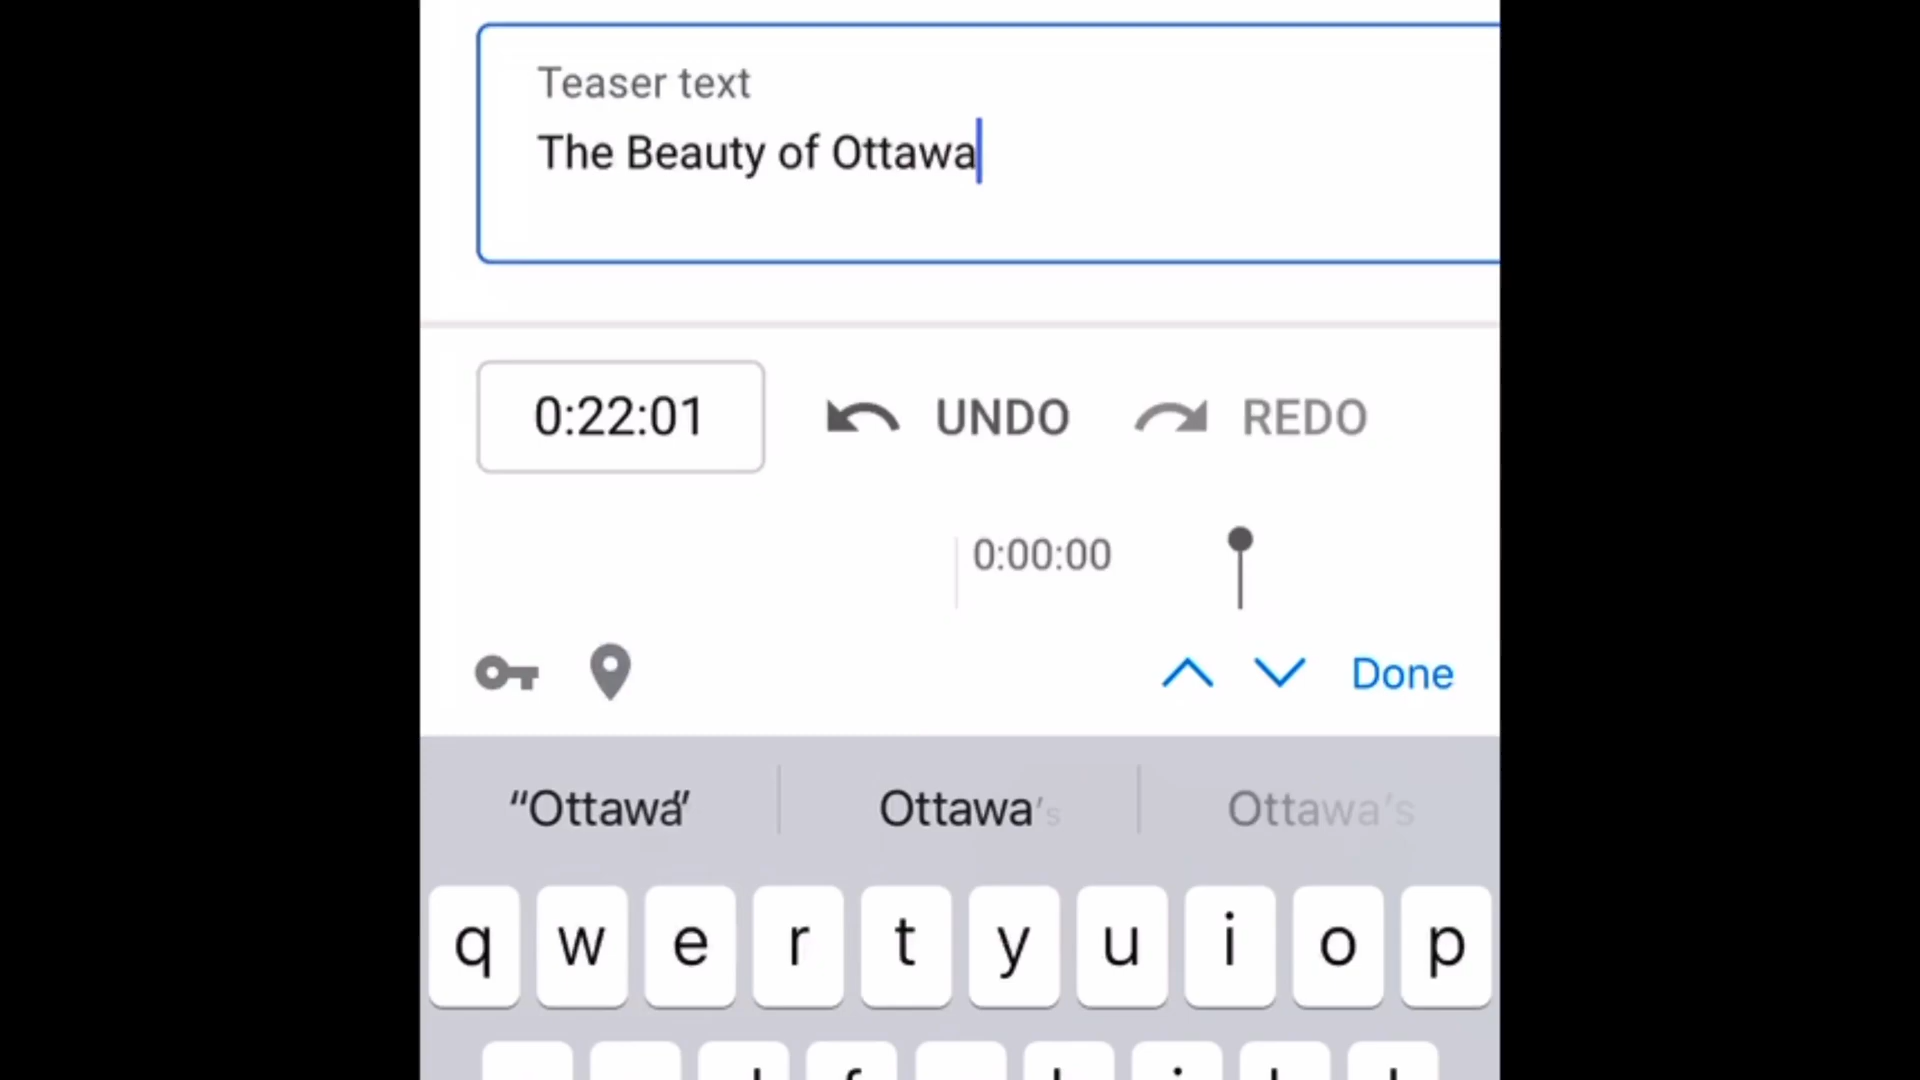 Teaser text
The Beauty of Ottawa
0:22:01 UNDO REDO
0:00:00
Done
“Ottawa” Ottawa's Ottawa's
q w e r t y u i o p